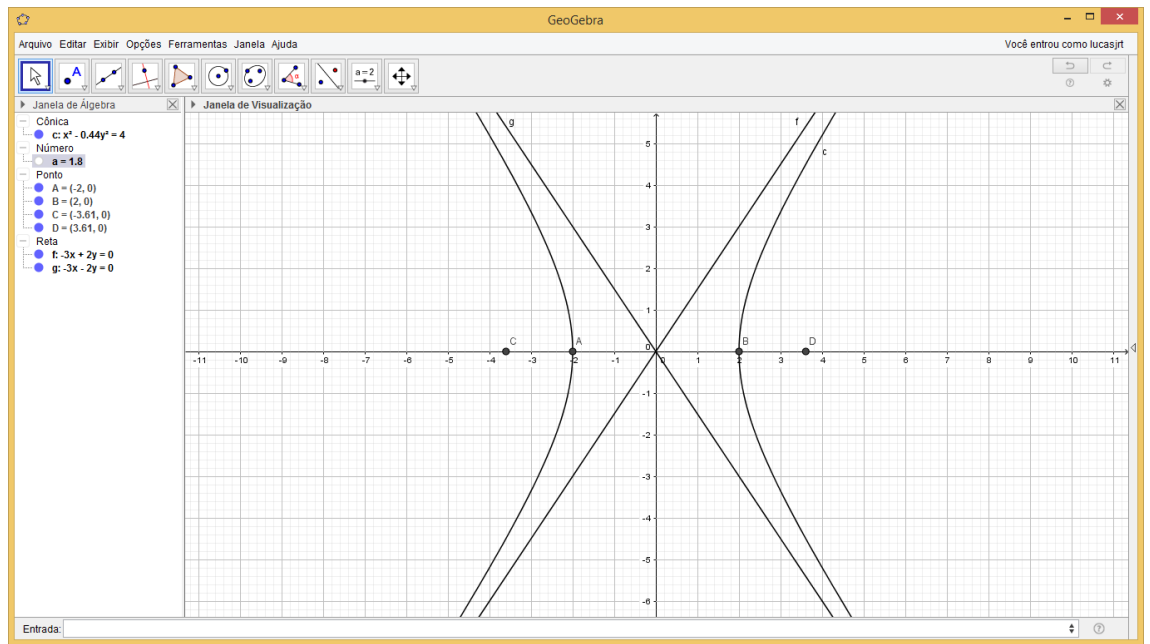 GeoGebra
Arquivo Editar Exibir Opções Ferramentas Janela Ajuda
Você entrou como lucasjrt
A
α
a=2
Janela de Álgebra
Janela de Visualização
Cônica
c: x² - 0.44y² = 4
Número
a = 1.8
Ponto
A = (-2, 0)
B = (2, 0)
C = (-3.61, 0)
D = (3.61, 0)
Reta
f: -3x + 2y = 0
g: -3x - 2y = 0
g
f
c
5
4
3
2
1
0
C A B D
-11 -10 -9 -8 -7 -6 -5 -4 -3 -2 -1 0 1 2 3 4 5 6 7 8 9 10 11
-1
-2
-3
-4
-5
-6
Entrada: